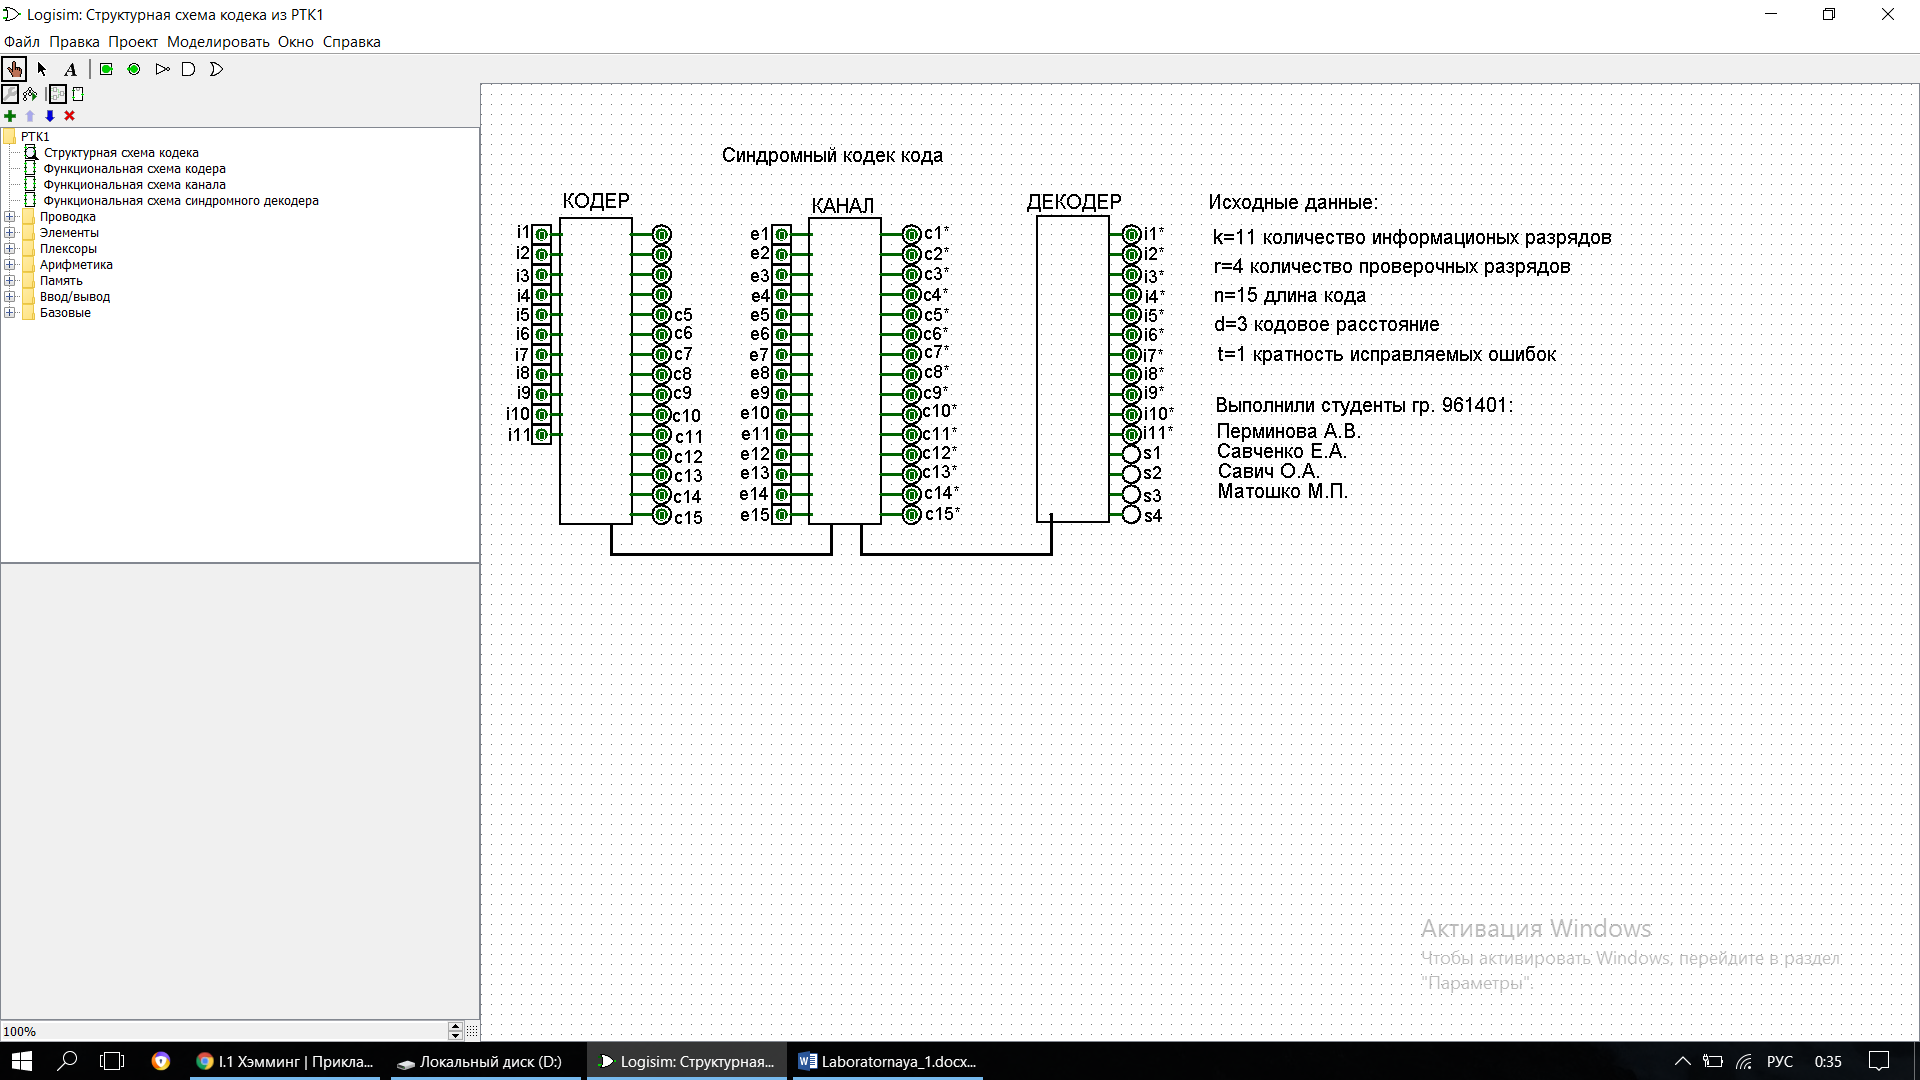 Logisim: Структурная схема кодека из РТК1
Файл Правка Проект Моделировать Окно Справка
РТК1
Структурная схема кодека
Функциональная схема кодера
Функциональная схема канала
Функциональная схема синдромного декодера
Проводка
Элементы
Плексоры
Арифметика
Память
Ввод/вывод
Базовые
100%
Синдромный кодек кода
КОДЕР
i1
i2
i3
i4
i5
i6
i7
i8
i9
i10
i11
c5
c6
c7
c8
c9
c10
c11
c12
c13
c14
c15
КАНАЛ
e1
e2
e3
e4
e5
e6
e7
e8
e9
e10
e11
e12
e13
e14
e15
c1*
c2*
c3*
c4*
c5*
c6*
c7*
c8*
c9*
c10*
c11*
c12*
c13*
c14*
c15*
ДЕКОДЕР
i1*
i2*
i3*
i4*
i5*
i6*
i7*
i8*
i9*
i10*
i11*
s1
s2
s3
s4
Исходные данные:
k=11 количество информационых разрядов
r=4 количество проверочных разрядов
n=15 длина кода
d=3 кодовое расстояние
t=1 кратность исправляемых ошибок
Выполнили студенты гр. 961401:
Перминова А.В.
Савченко Е.А.
Савич О.А.
Матошко М.П.
Активация Windows
Чтобы активировать Windows, перейдите в раздел
"Параметры".
I.1 Хэмминг | Прикла...
Локальный диск (D:)
Logisim: Структурная...
Laboratornaya_1.docx...
РУС
0:35